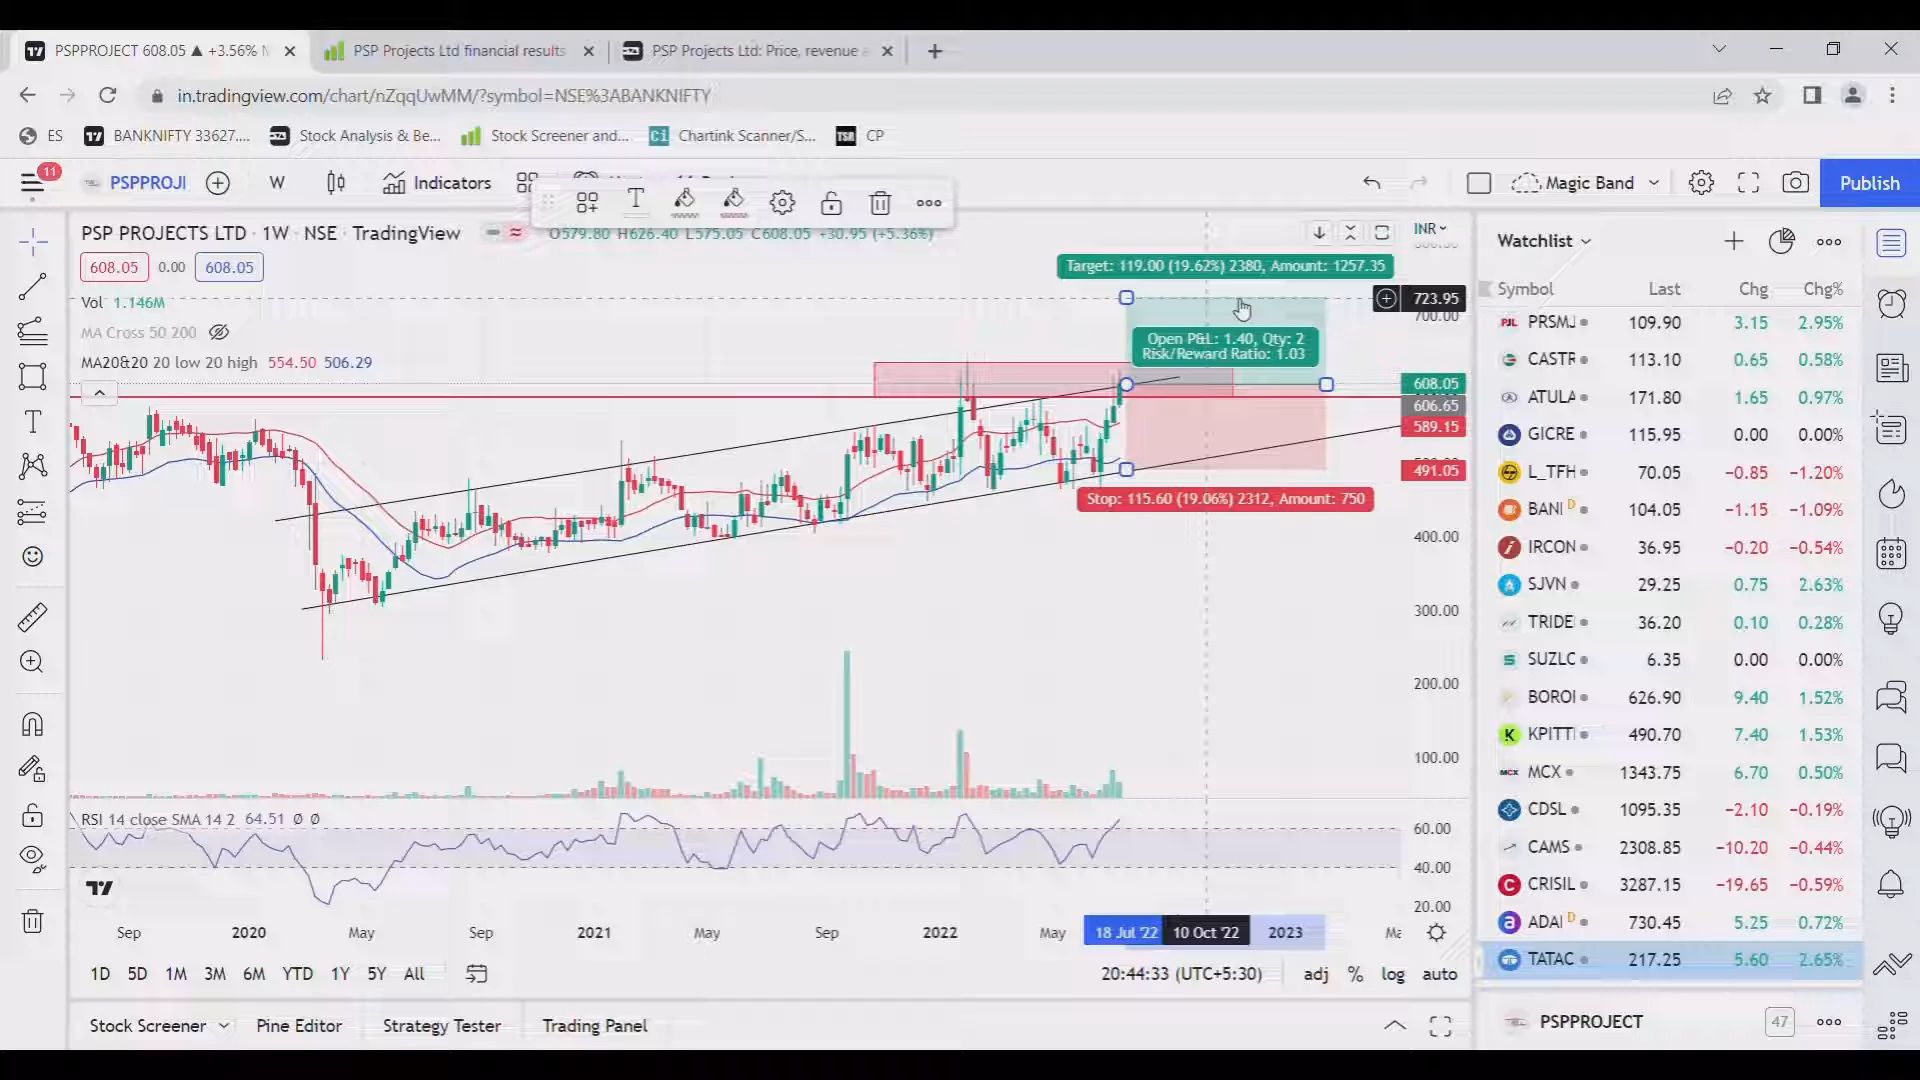 PSPPROJECT 608.05 ▲ +3.56%
PSP Projects Ltd financial results
PSP Projects Ltd: Price, revenue
in.tradingview.com/chart/nZqqUwMM/?symbol=NSE%3ABANKNIFTY
ES
BANKNIFTY 33627....
Stock Analysis & Be...
Stock Screener and...
Ci
Chartink Scanner/S...
TSR
CP
11
PSPPROJI
W
Indicators
Magic Band
Publish
PSP PROJECTS LTD · 1W · NSE · TradingView
O579.80 H626.40 L575.05 C608.05 +30.95 (+5.36%)
INR
608.05
0.00
608.05
Vol 1.146M
MA Cross 50 200
MA20&20 20 low 20 high 554.50 506.29
Target: 119.00 (19.62%) 2380, Amount: 1257.35
Open P&L: 1.40, Qty: 2
Risk/Reward Ratio: 1.03
Stop: 115.60 (19.06%) 2312, Amount: 750
723.95
700.00
608.05
606.65
589.15
491.05
400.00
300.00
200.00
100.00
RSI 14 close SMA 14 2 64.51 Ø Ø
60.00
40.00
20.00
Sep
2020
May
Sep
2021
May
Sep
2022
May
18 Jul '22
10 Oct '22
2023
Ma
1D 5D 1M 3M 6M YTD 1Y 5Y All
20:44:33 (UTC+5:30)
adj % log auto
Stock Screener
Pine Editor
Strategy Tester
Trading Panel
Watchlist
Symbol Last Chg Chg%
PRSMJ 109.90 3.15 2.95%
CASTR 113.10 0.65 0.58%
ATULA 171.80 1.65 0.97%
GICRE 115.95 0.00 0.00%
L_TFH 70.05 −0.85 −1.20%
BANI D 104.05 −1.15 −1.09%
IRCON 36.95 −0.20 −0.54%
SJVN 29.25 0.75 2.63%
TRIDE 36.20 0.10 0.28%
SUZLC 6.35 0.00 0.00%
BOROI 626.90 9.40 1.52%
KPITTI 490.70 7.40 1.53%
MCX 1343.75 6.70 0.50%
CDSL 1095.35 −2.10 −0.19%
CAMS 2308.85 −10.20 −0.44%
CRISIL 3287.15 −19.65 −0.59%
ADAI D 730.45 5.25 0.72%
TATAC 217.25 5.60 2.65%
PSPPROJECT
47